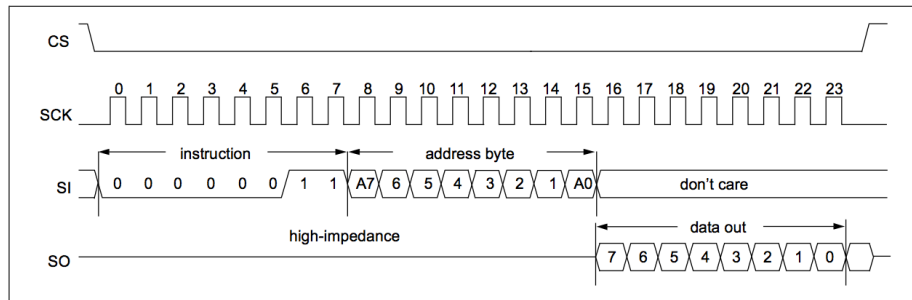 CS
0 1 2 3 4 5 6 7 8 9 10 11 12 13 14 15 16 17 18 19 20 21 22 23
SCK
instruction address byte
SI 0 0 0 0 0 0 1 1 A7 6 5 4 3 2 1 A0 don't care
high-impedance data out
SO 7 6 5 4 3 2 1 0